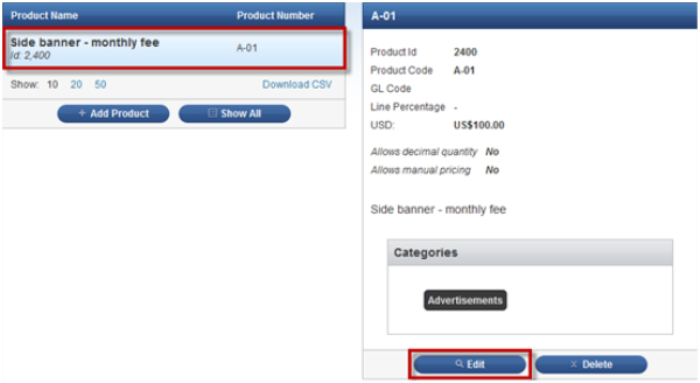 Product Name Product Number
Side banner - monthly fee A-01
Id: 2,400
Show: 10 20 50 Download CSV
+ Add Product Show All
A-01
Product Id 2400
Product Code A-01
GL Code
Line Percentage -
USD: US$100.00
Allows decimal quantity No
Allows manual pricing No
Side banner - monthly fee
Categories
Advertisements
Edit × Delete